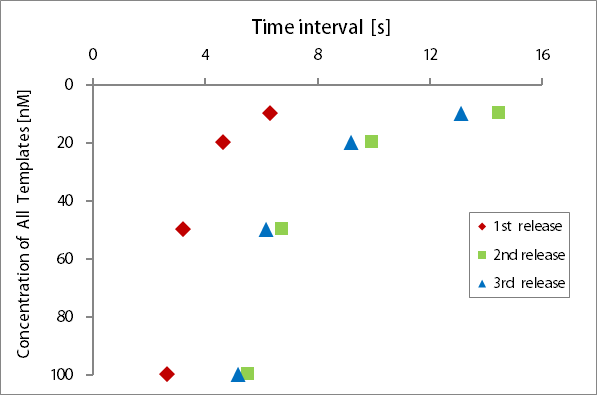 Time interval [s]
0 4 8 12 16
Concentration of All Templates [nM]
0
20
40
60
80
100
1st release
2nd release
3rd release